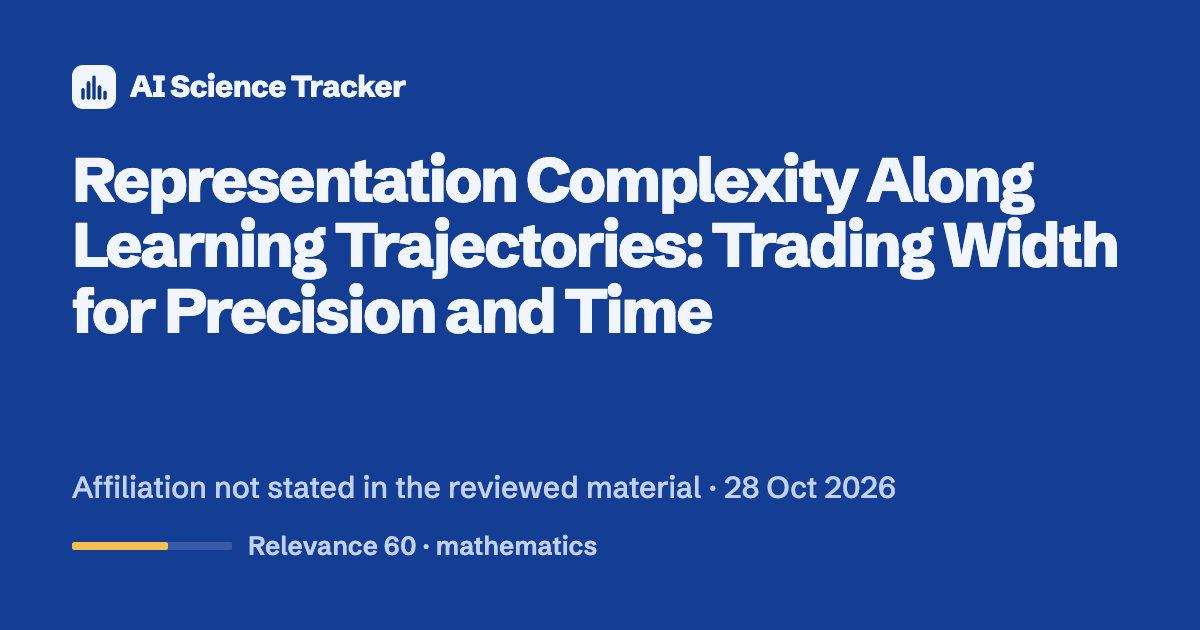 AI Science Tracker
Representation Complexity Along
Learning Trajectories: Trading Width
for Precision and Time
Affiliation not stated in the reviewed material · 28 Oct 2026
Relevance 60 · mathematics